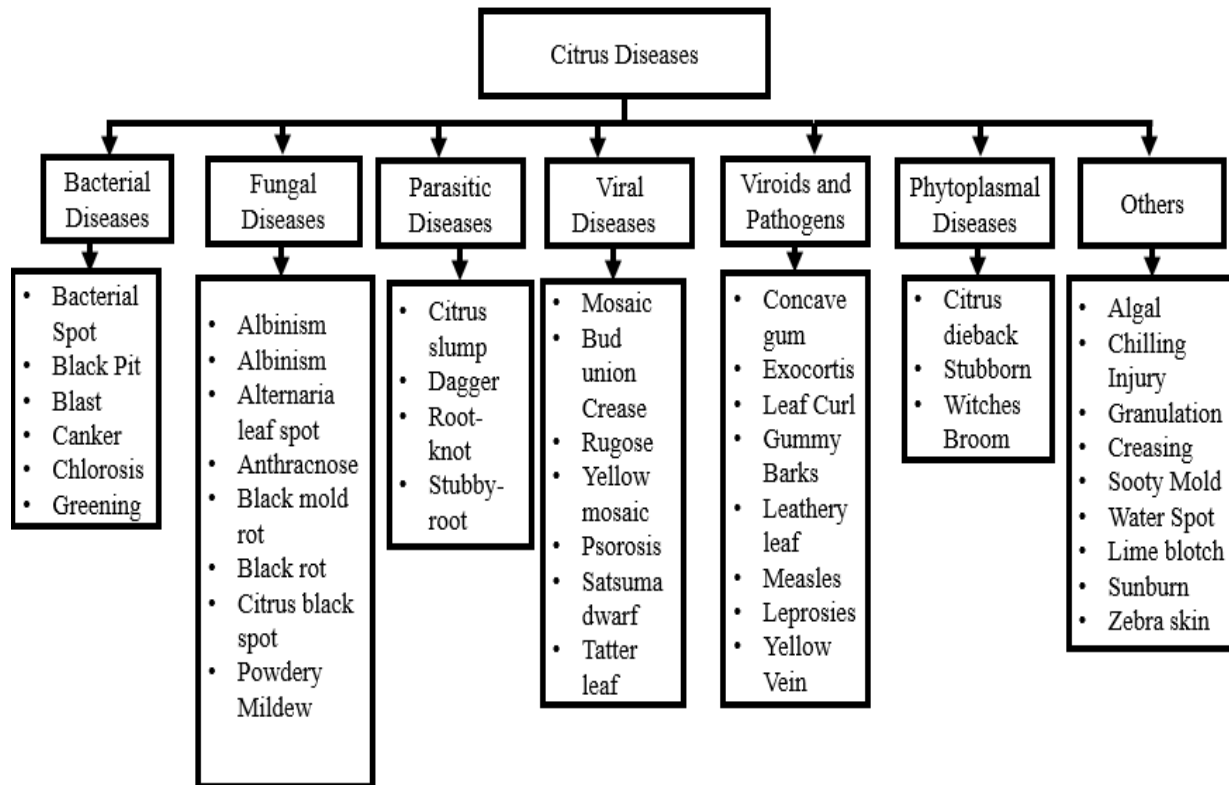 Citrus Diseases
Bacterial
Diseases
Fungal
Diseases
Parasitic
Diseases
Viral
Diseases
Viroids and
Pathogens
Phytoplasmal
Diseases
Others
• Bacterial
Spot
• Black Pit
• Blast
• Canker
• Chlorosis
• Greening
• Albinism
• Albinism
• Alternaria
leaf spot
• Anthracnose
• Black mold
rot
• Black rot
• Citrus black
spot
• Powdery
Mildew
• Citrus
slump
• Dagger
• Root-
knot
• Stubby-
root
• Mosaic
• Bud
union
Crease
• Rugose
• Yellow
mosaic
• Psorosis
• Satsuma
dwarf
• Tatter
leaf
• Concave
gum
• Exocortis
• Leaf Curl
• Gummy
Barks
• Leathery
leaf
• Measles
• Leprosies
• Yellow
Vein
• Citrus
dieback
• Stubborn
• Witches
Broom
• Algal
• Chilling
Injury
• Granulation
• Creasing
• Sooty Mold
• Water Spot
• Lime blotch
• Sunburn
• Zebra skin